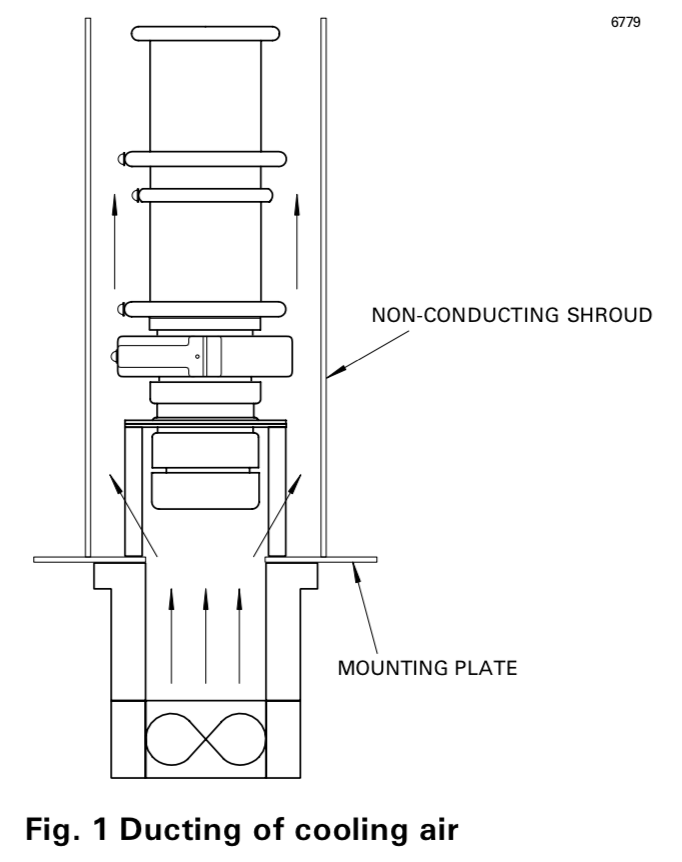 6779
NON-CONDUCTING SHROUD
MOUNTING PLATE
Fig. 1 Ducting of cooling air